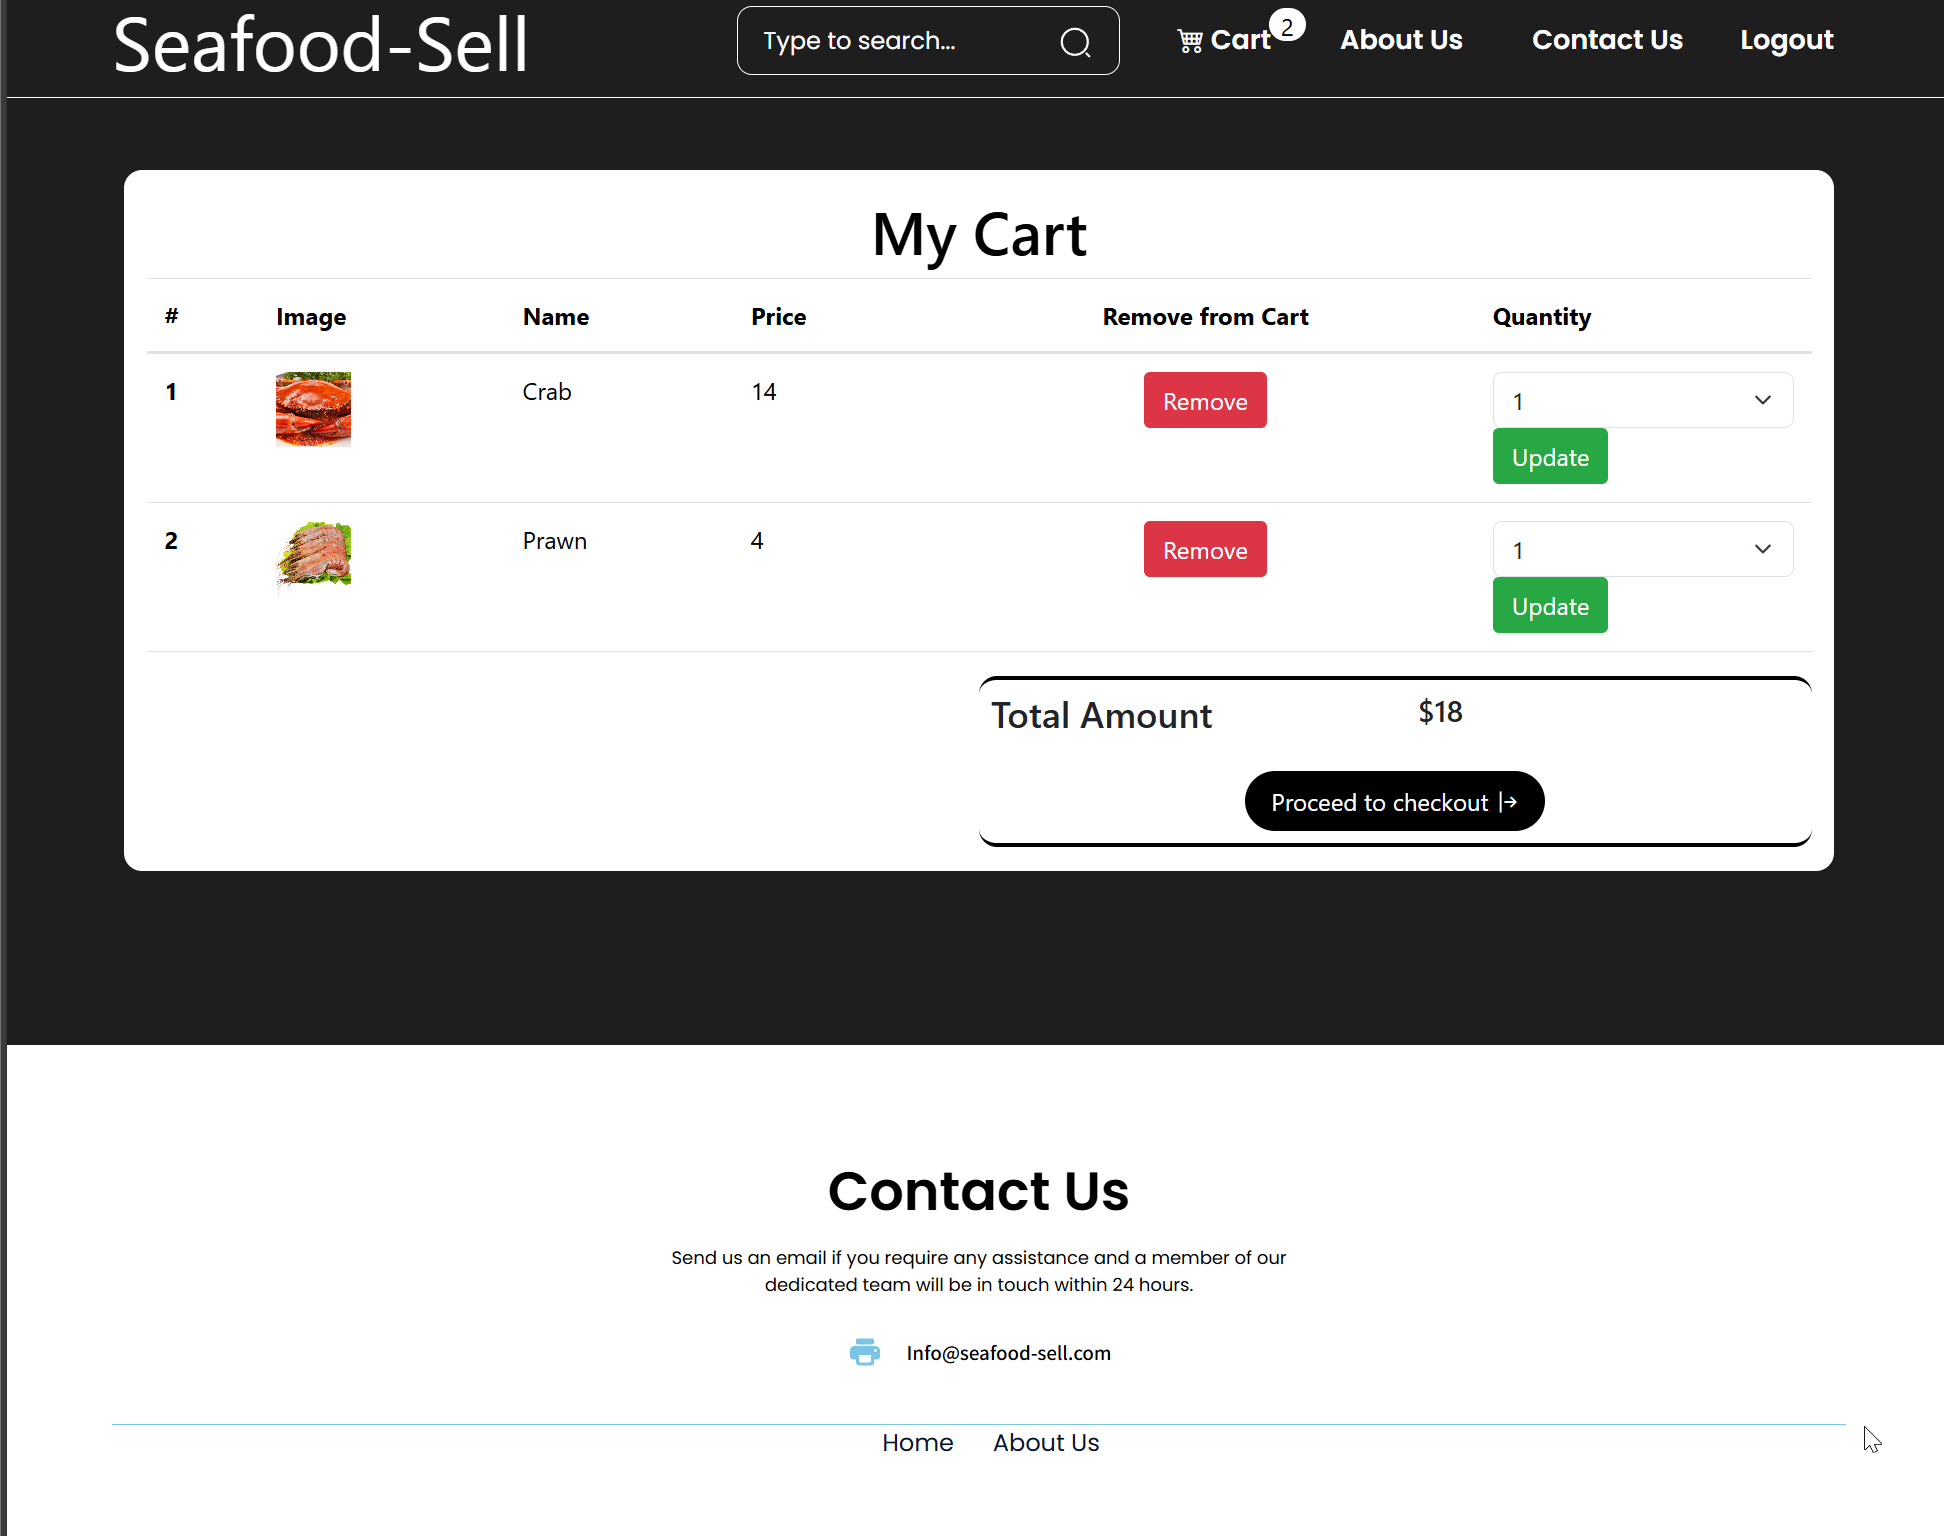 Seafood-Sell
Type to search...
Cart 2
About Us
Contact Us
Logout
My Cart
# Image Name Price Remove from Cart Quantity
1 Crab 14 Remove 1
Update
2 Prawn 4 Remove 1
Update
Total Amount $18
Proceed to checkout
Contact Us
Send us an email if you require any assistance and a member of our
dedicated team will be in touch within 24 hours.
Info@seafood-sell.com
Home About Us